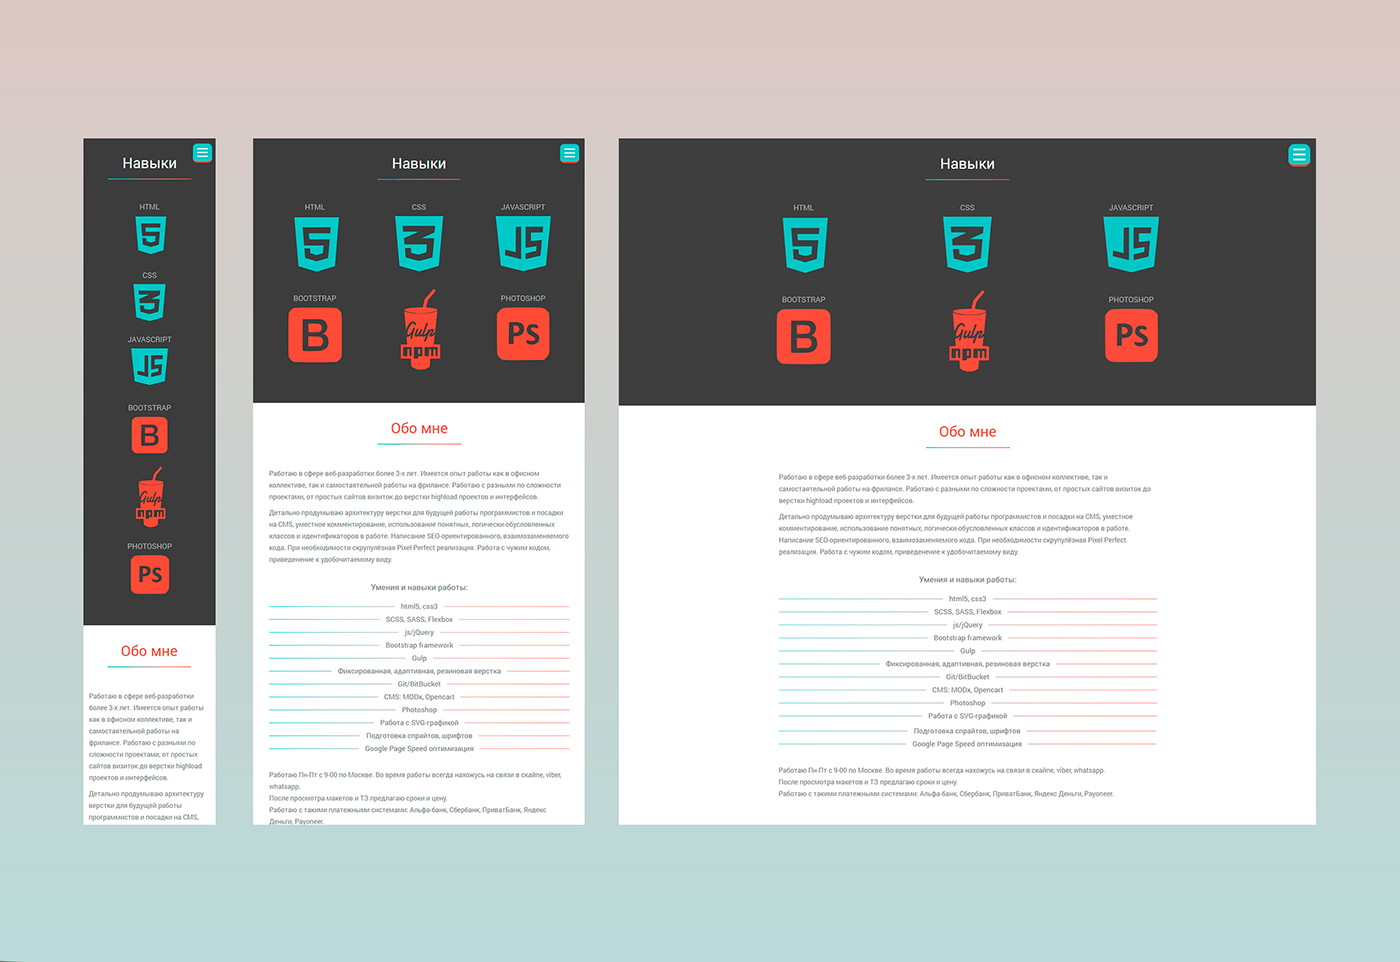 Навыки
HTML
5
CSS
3
JAVASCRIPT
JS
BOOTSTRAP
B
Gulp
npm
PHOTOSHOP
Ps
Обо мне
Работаю в сфере веб-разработки
более 3-х лет. Имеется опыт работы
как в офисном коллективе, так и
самостаятельной работы на
фрилансе. Работаю с разными по
сложности проектами, от простых
сайтов визиток до верстки highload
проектов и интерфейсов.
Детально продумываю архитектуру
верстки для будущей работы
программистов и посадки на CMS,
Навыки
HTML CSS JAVASCRIPT
5 3 JS
BOOTSTRAP PHOTOSHOP
B Gulp npm Ps
Обо мне
Работаю в сфере веб-разработки более 3-х лет. Имеется опыт работы как в офисном
коллективе, так и самостаятельной работы на фрилансе. Работаю с разными по сложности
проектами, от простых сайтов визиток до верстки highload проектов и интерфейсов.
Детально продумываю архитектуру верстки для будущей работы программистов и посадки
на CMS, уместное комментирование, использование понятных, логически-обусловленных
классов и идентификаторов в работе. Написание SEO-ориентированного, взаимозаменяемого
кода. При необходимости скрупулёзная Pixel Perfect реализация. Работа с чужим кодом,
приведение к удобочитаемому виду.
Умения и навыки работы:
html5, css3
SCSS, SASS, Flexbox
js/jQuery
Bootstrap framework
Gulp
Фиксированная, адаптивная, резиновая верстка
Git/BitBucket
CMS: MODx, Opencart
Photoshop
Работа с SVG-графикой
Подготовка спрайтов, шрифтов
Google Page Speed оптимизация
Работаю Пн-Пт с 9-00 по Москве. Во время работы всегда нахожусь на связи в скайпе, viber,
whatsapp.
После просмотра макетов и ТЗ предлагаю сроки и цену.
Работаю с такими платежными системами: Альфа-банк, Сбербанк, ПриватБанк, Яндекс
Деньги, Payoneer.
Навыки
HTML CSS JAVASCRIPT
5 3 JS
BOOTSTRAP PHOTOSHOP
B Gulp npm Ps
Обо мне
Работаю в сфере веб-разработки более 3-х лет. Имеется опыт работы как в офисном коллективе, так и
самостаятельной работы на фрилансе. Работаю с разными по сложности проектами, от простых сайтов визиток до
верстки highload проектов и интерфейсов.
Детально продумываю архитектуру верстки для будущей работы программистов и посадки на CMS, уместное
комментирование, использование понятных, логически-обусловленных классов и идентификаторов в работе.
Написание SEO-ориентированного, взаимозаменяемого кода. При необходимости скрупулёзная Pixel Perfect
реализация. Работа с чужим кодом, приведение к удобочитаемому виду.
Умения и навыки работы:
html5, css3
SCSS, SASS, Flexbox
js/jQuery
Bootstrap framework
Gulp
Фиксированная, адаптивная, резиновая верстка
Git/BitBucket
CMS: MODx, Opencart
Photoshop
Работа с SVG-графикой
Подготовка спрайтов, шрифтов
Google Page Speed оптимизация
Работаю Пн-Пт с 9-00 по Москве. Во время работы всегда нахожусь на связи в скайпе, viber, whatsapp.
После просмотра макетов и ТЗ предлагаю сроки и цену.
Работаю с такими платежными системами: Альфа-банк, Сбербанк, ПриватБанк, Яндекс Деньги, Payoneer.